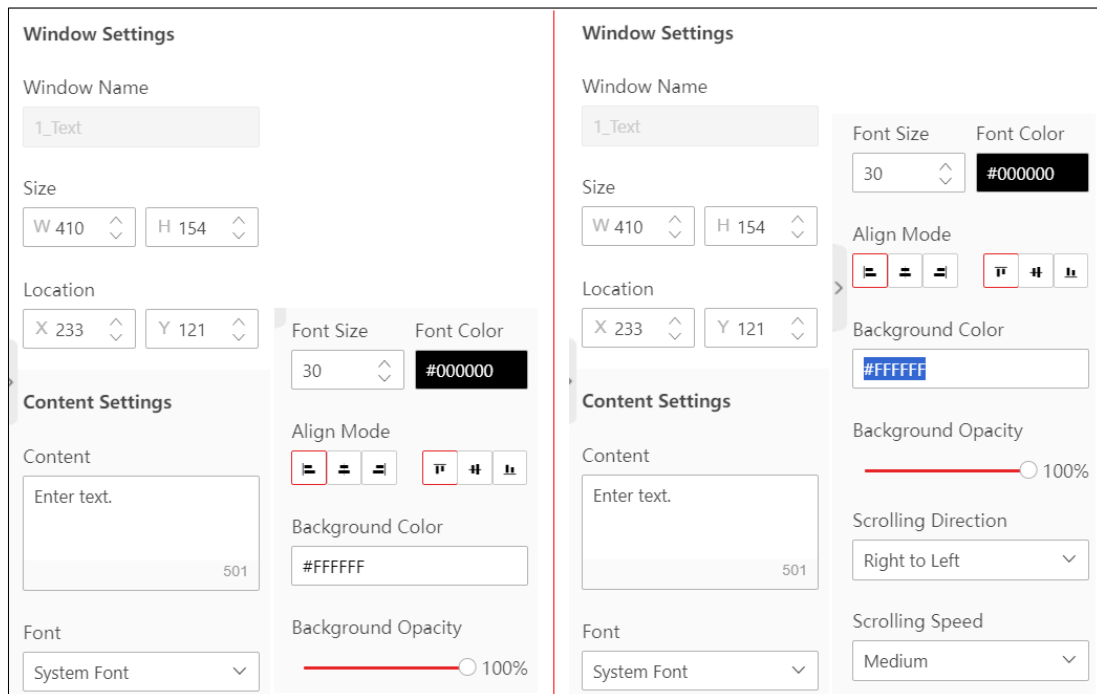 Window Settings
Window Name
1_Text
Size
W 410 H 154
Location
X 233 Y 121
Content Settings
Content
Enter text.
501
Font
System Font
Font Size Font Color
30 #000000
Align Mode
Background Color
#FFFFFF
Background Opacity
100%
Window Settings
Window Name
1_Text
Size
W 410 H 154
Location
X 233 Y 121
Content Settings
Content
Enter text.
501
Font
System Font
Font Size Font Color
30 #000000
Align Mode
Background Color
#FFFFFF
Background Opacity
100%
Scrolling Direction
Right to Left
Scrolling Speed
Medium